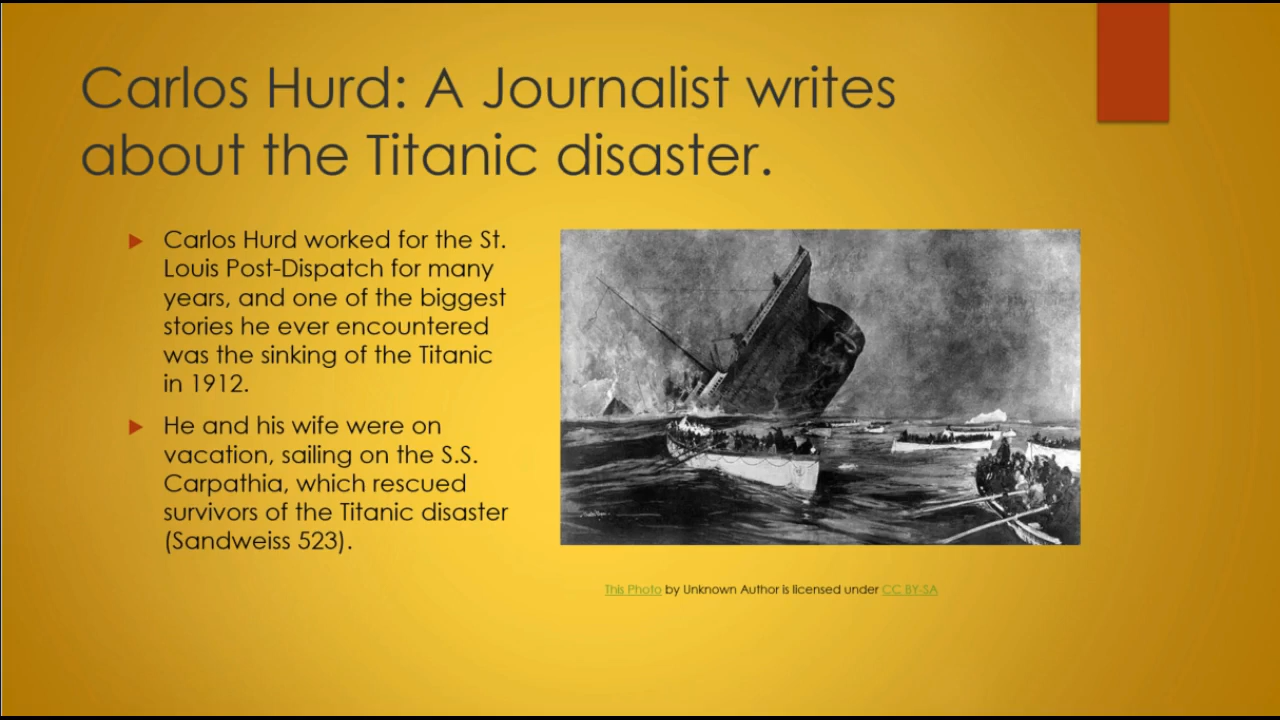 Carlos Hurd: A Journalist writes
about the Titanic disaster.
Carlos Hurd worked for the St.
Louis Post-Dispatch for many
years, and one of the biggest
stories he ever encountered
was the sinking of the Titanic
in 1912.
He and his wife were on
vacation, sailing on the S.S.
Carpathia, which rescued
survivors of the Titanic disaster
(Sandweiss 523).
This Photo by Unknown Author is licensed under CC BY-SA